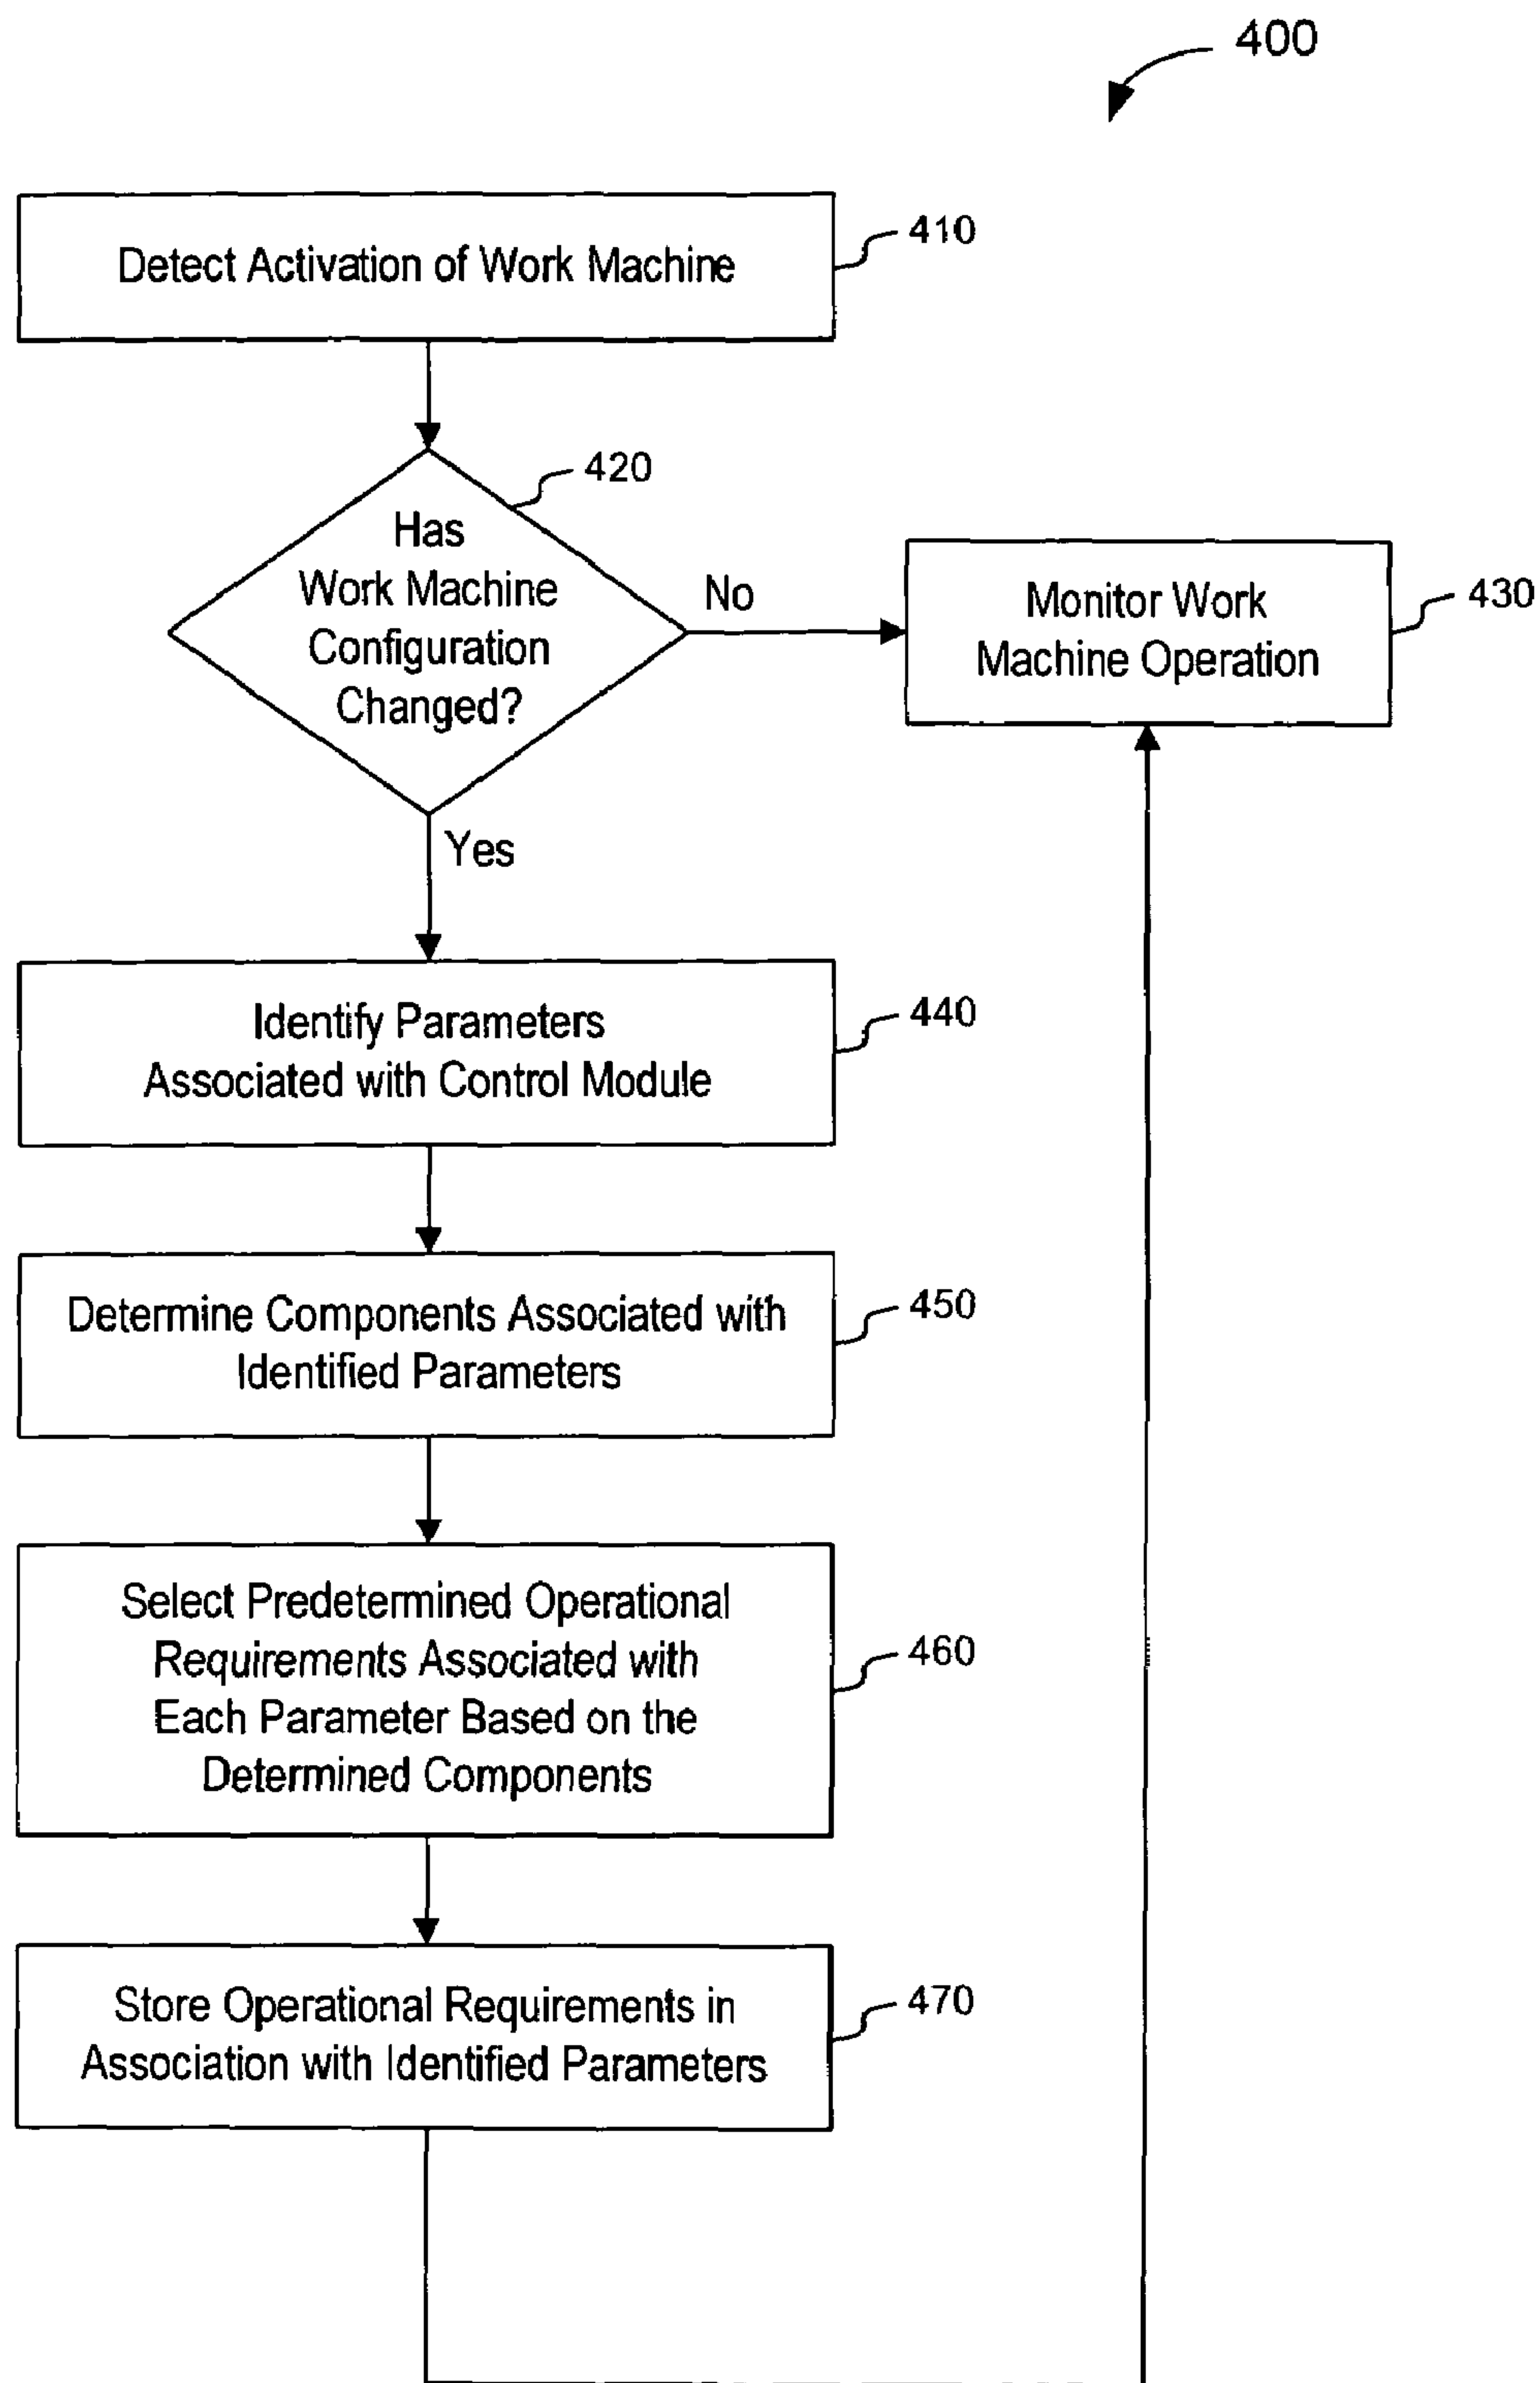 400
Detect Activation of Work Machine
410
420
Has
Work Machine
Configuration
Changed?
No
Monitor Work
Machine Operation
430
Yes
Identify Parameters
Associated with Control Module
440
Determine Components Associated with
Identified Parameters
450
Select Predetermined Operational
Requirements Associated with
Each Parameter Based on the
Determined Components
460
Store Operational Requirements in
Association with Identified Parameters
470